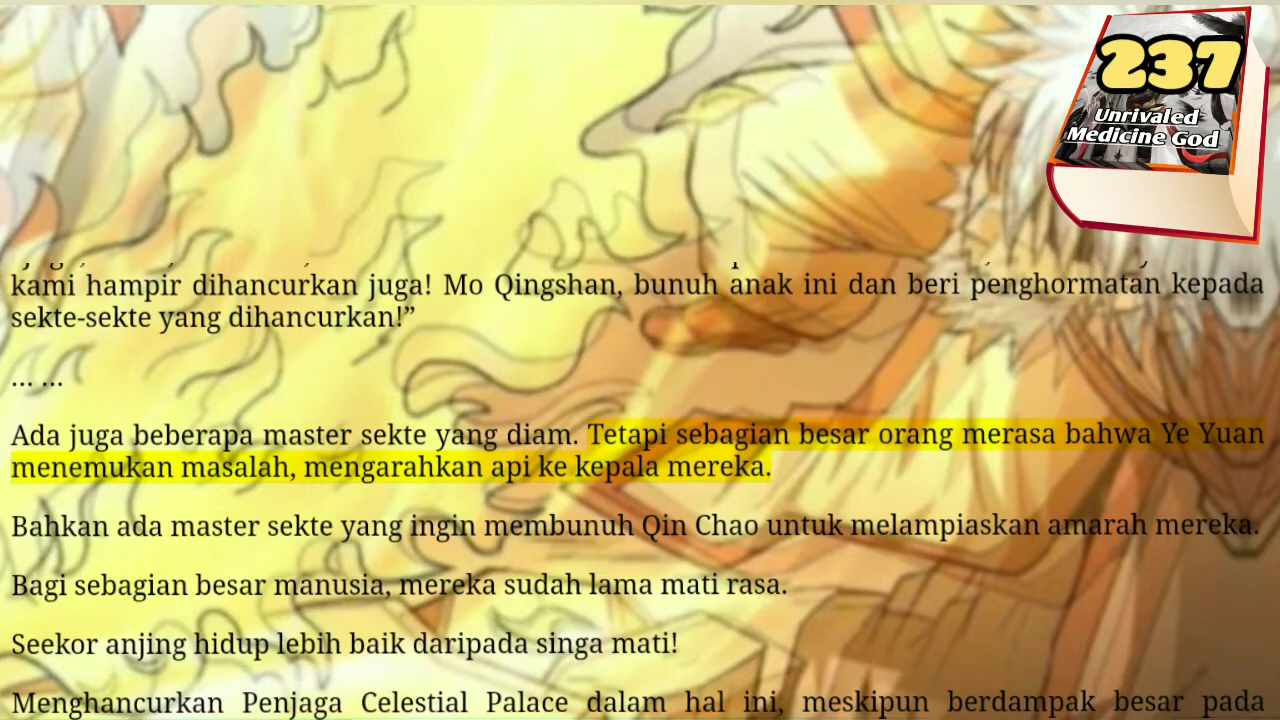 237
Unrivaled
Medicine God
kami hampir dihancurkan juga! Mo Qingshan, bunuh anak ini dan beri penghormatan kepada
sekte-sekte yang dihancurkan!”
... ...
Ada juga beberapa master sekte yang diam. Tetapi sebagian besar orang merasa bahwa Ye Yuan
menemukan masalah, mengarahkan api ke kepala mereka.
Bahkan ada master sekte yang ingin membunuh Qin Chao untuk melampiaskan amarah mereka.
Bagi sebagian besar manusia, mereka sudah lama mati rasa.
Seekor anjing hidup lebih baik daripada singa mati!
Menghancurkan Penjaga Celestial Palace dalam hal ini, meskipun berdampak besar pada